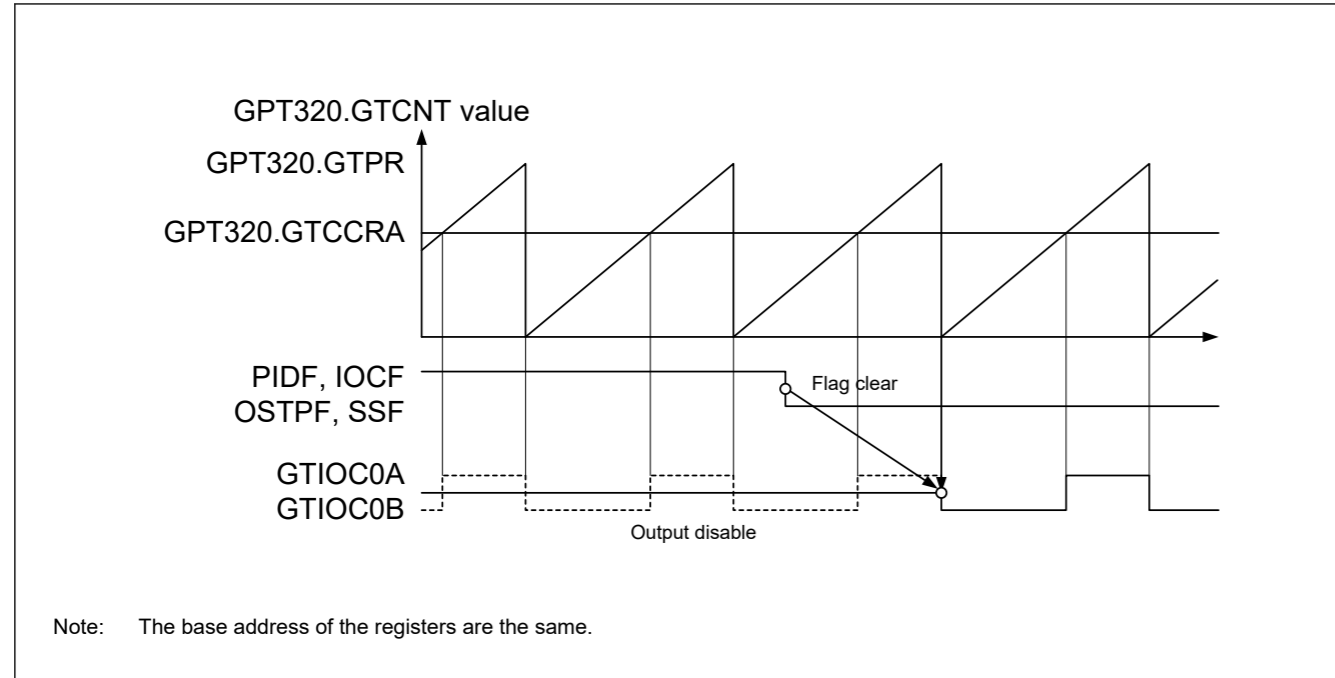 GPT320.GTCNT value
GPT320.GTPR
GPT320.GTCCRA
PIDF, IOCF
Flag clear
OSTPF, SSF
GTIOC0A
GTIOC0B
Output disable
Note: The base address of the registers are the same.